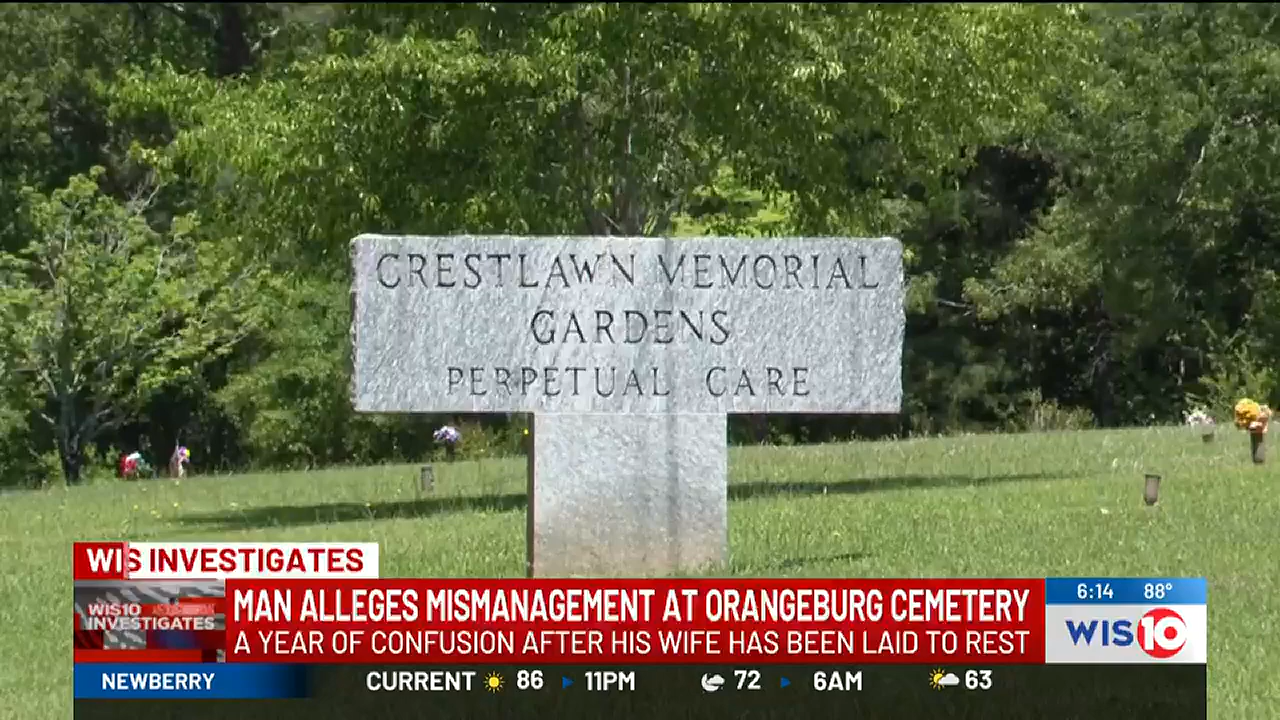 CRESTLAWN MEMORIAL
GARDENS
PERPETUAL CARE
WIS INVESTIGATES
WIS10
INVESTIGATES
MAN ALLEGES MISMANAGEMENT AT ORANGEBURG CEMETERY
A YEAR OF CONFUSION AFTER HIS WIFE HAS BEEN LAID TO REST
6:14 88°
WIS10
NEWBERRY
CURRENT 86 11PM 72 6AM 63